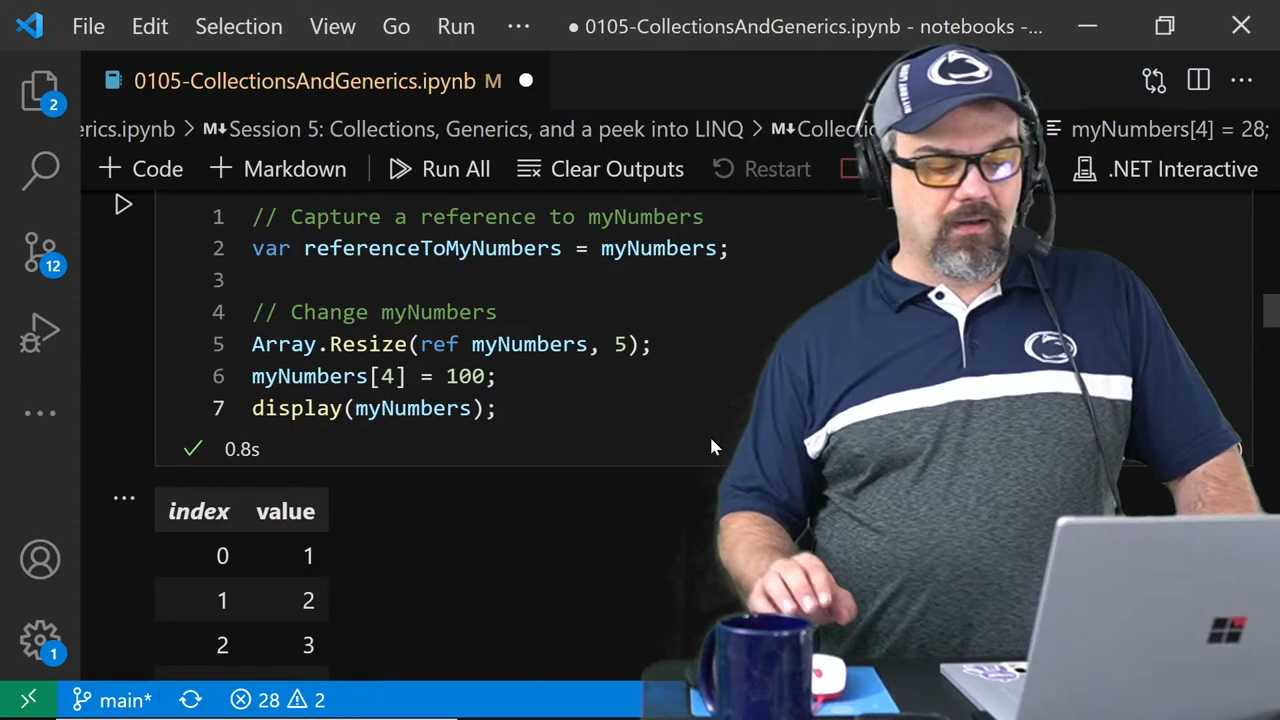 File Edit Selection View Go Run ··· ● 0105-CollectionsAndGenerics.ipynb - notebooks -...
0105-CollectionsAndGenerics.ipynb M
erics.ipynb > M↓Session 5: Collections, Generics, and a peek into LINQ > M↓Collec myNumbers[4] = 28;
+ Code + Markdown Run All Clear Outputs Restart .NET Interactive
1 // Capture a reference to myNumbers
2 var referenceToMyNumbers = myNumbers;
3
4 // Change myNumbers
5 Array.Resize(ref myNumbers, 5);
6 myNumbers[4] = 100;
7 display(myNumbers);
0.8s
index value
0 1
1 2
2 3
2
12
1
main* 28 2